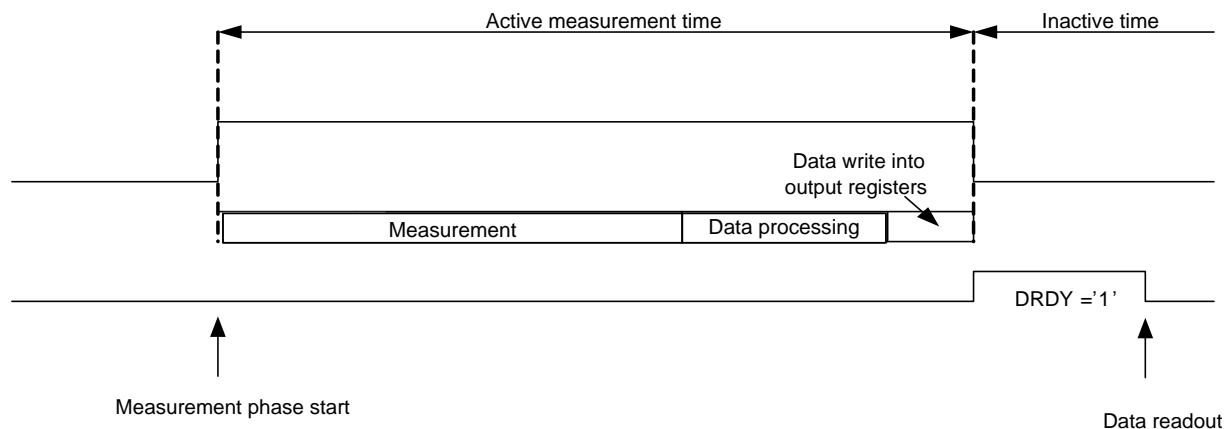 Active measurement time
Inactive time
Data write into
output registers
Measurement
Data processing
DRDY ='1'
Measurement phase start
Data readout